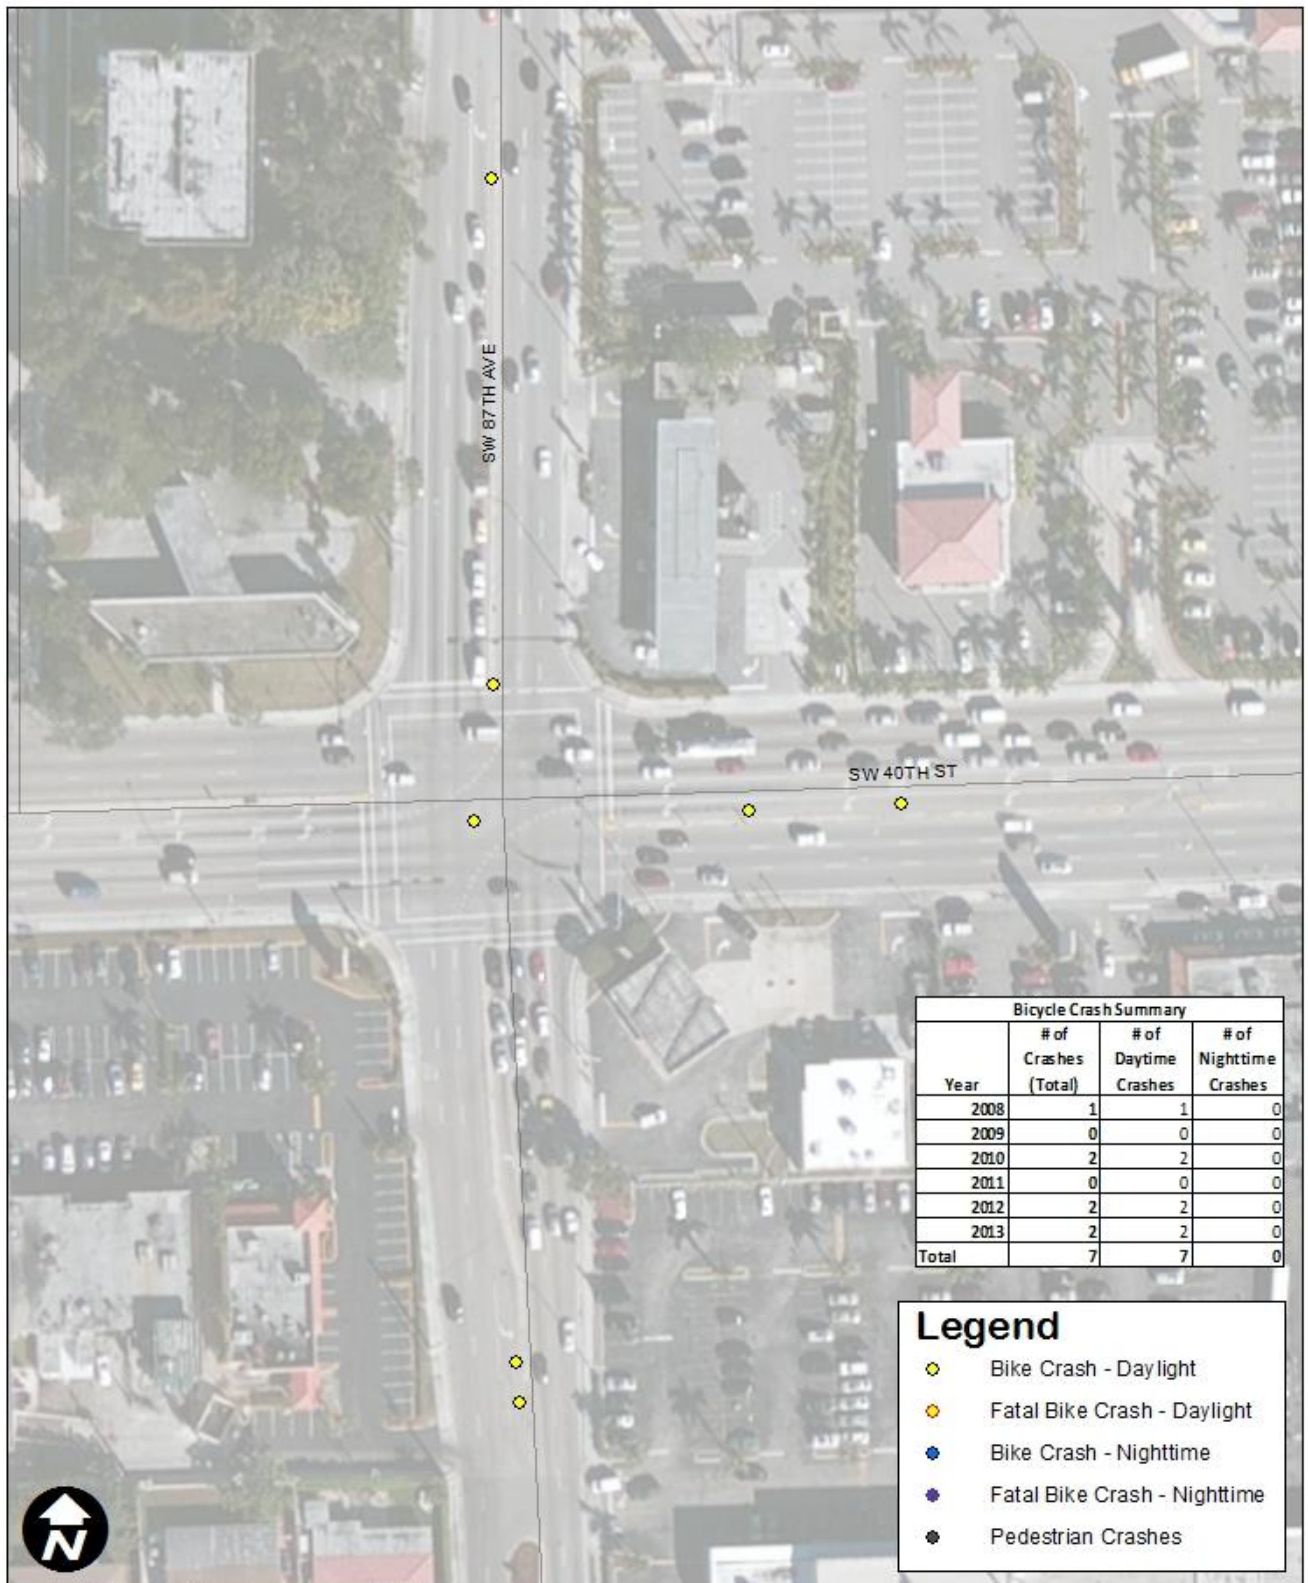 SW 87TH AVE
SW 40TH ST
Bicycle Crash Summary
Year # of Crashes (Total) # of Daytime Crashes # of Nighttime Crashes
2008 1 1 0
2009 0 0 0
2010 2 2 0
2011 0 0 0
2012 2 2 0
2013 2 2 0
Total 7 7 0
Legend
Bike Crash - Daylight
Fatal Bike Crash - Daylight
Bike Crash - Nighttime
Fatal Bike Crash - Nighttime
Pedestrian Crashes
N